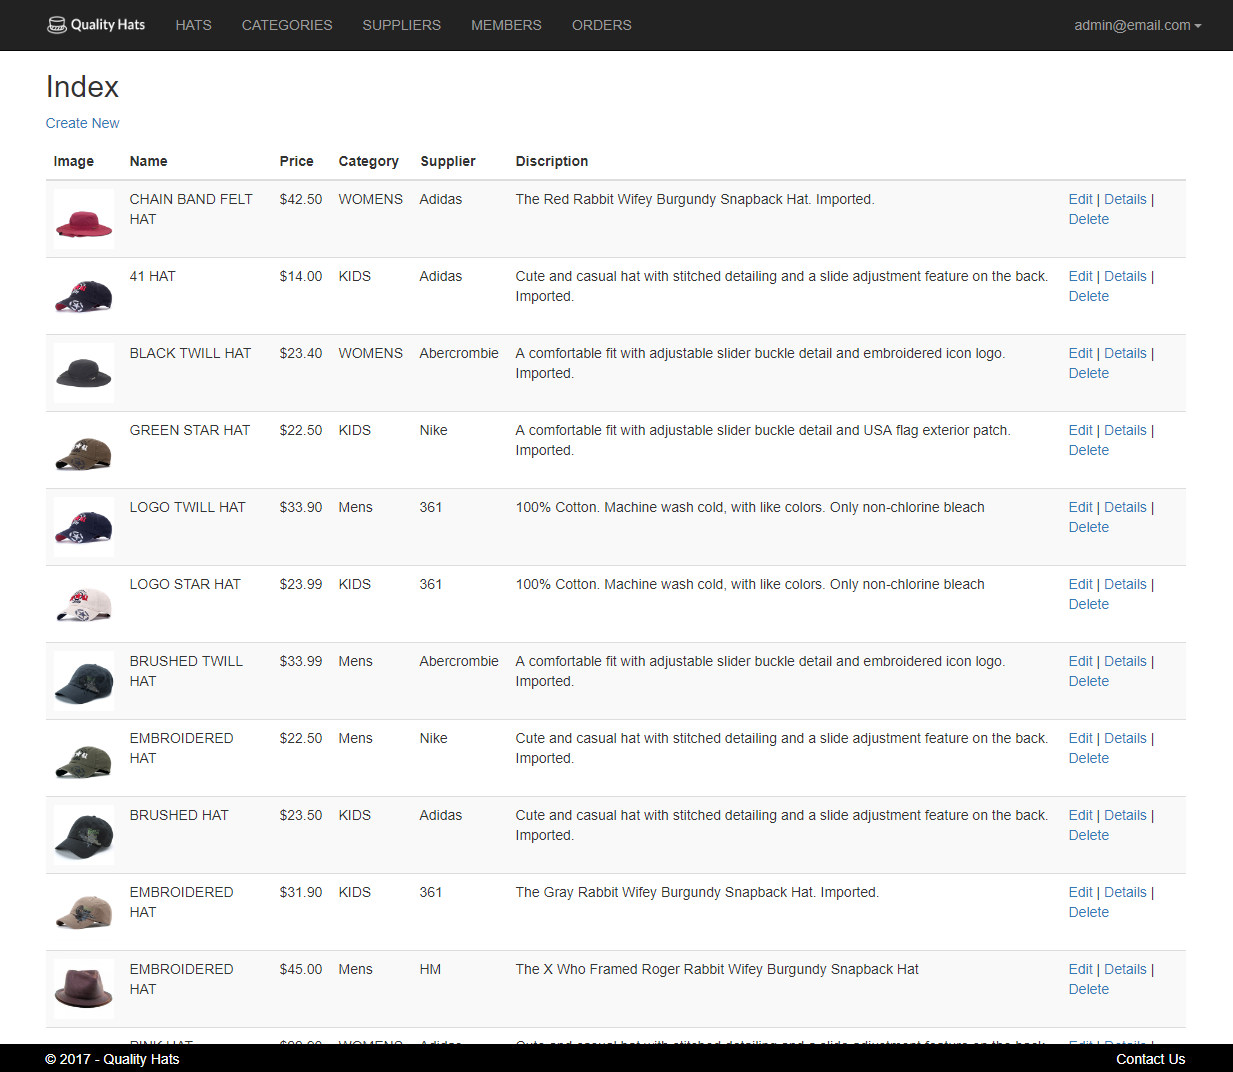 Quality Hats HATS CATEGORIES SUPPLIERS MEMBERS ORDERS admin@email.com
Index
Create New
Image Name Price Category Supplier Discription
CHAIN BAND FELT $42.50 WOMENS Adidas The Red Rabbit Wifey Burgundy Snapback Hat. Imported. Edit | Details |
HAT Delete
41 HAT $14.00 KIDS Adidas Cute and casual hat with stitched detailing and a slide adjustment feature on the back. Edit | Details |
Imported. Delete
BLACK TWILL HAT $23.40 WOMENS Abercrombie A comfortable fit with adjustable slider buckle detail and embroidered icon logo. Edit | Details |
Imported. Delete
GREEN STAR HAT $22.50 KIDS Nike A comfortable fit with adjustable slider buckle detail and USA flag exterior patch. Edit | Details |
Imported. Delete
LOGO TWILL HAT $33.90 Mens 361 100% Cotton. Machine wash cold, with like colors. Only non-chlorine bleach Edit | Details |
Delete
LOGO STAR HAT $23.99 KIDS 361 100% Cotton. Machine wash cold, with like colors. Only non-chlorine bleach Edit | Details |
Delete
BRUSHED TWILL $33.99 Mens Abercrombie A comfortable fit with adjustable slider buckle detail and embroidered icon logo. Edit | Details |
HAT Imported. Delete
EMBROIDERED $22.50 Mens Nike Cute and casual hat with stitched detailing and a slide adjustment feature on the back. Edit | Details |
HAT Imported. Delete
BRUSHED HAT $23.50 KIDS Adidas Cute and casual hat with stitched detailing and a slide adjustment feature on the back. Edit | Details |
Imported. Delete
EMBROIDERED $31.90 KIDS 361 The Gray Rabbit Wifey Burgundy Snapback Hat. Imported. Edit | Details |
HAT Delete
EMBROIDERED $45.00 Mens HM The X Who Framed Roger Rabbit Wifey Burgundy Snapback Hat Edit | Details |
HAT Delete
© 2017 - Quality Hats Contact Us